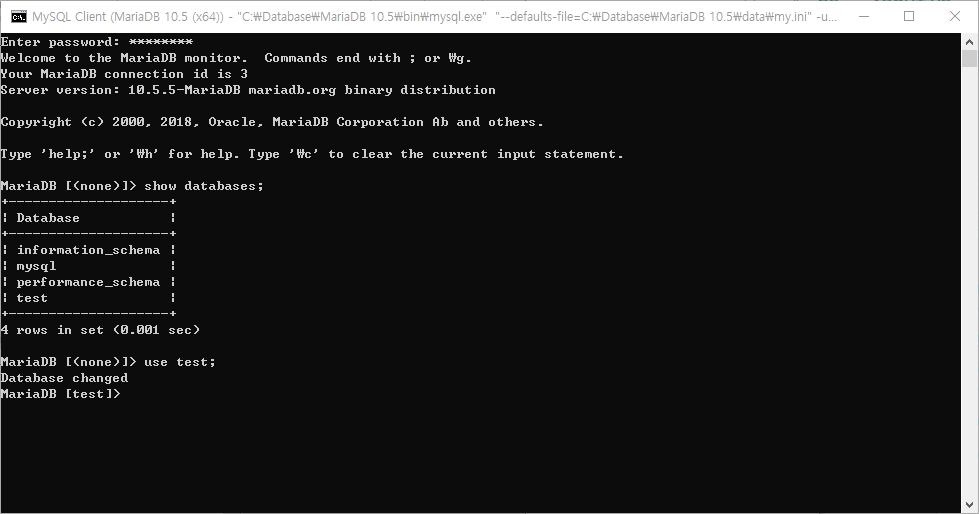 MySQL Client (MariaDB 10.5 (x64)) - "C:₩Database₩MariaDB 10.5₩bin₩mysql.exe" "--defaults-file=C:₩Database₩MariaDB 10.5₩data₩my.ini" -u...
Enter password: ********
Welcome to the MariaDB monitor.  Commands end with ; or ₩g.
Your MariaDB connection id is 3
Server version: 10.5.5-MariaDB mariadb.org binary distribution
Copyright (c) 2000, 2018, Oracle, MariaDB Corporation Ab and others.
Type 'help;' or '₩h' for help. Type '₩c' to clear the current input statement.
MariaDB [(none)]> show databases;
+--------------------+
| Database           |
+--------------------+
| information_schema |
| mysql              |
| performance_schema |
| test               |
+--------------------+
4 rows in set (0.001 sec)
MariaDB [(none)]> use test;
Database changed
MariaDB [test]>